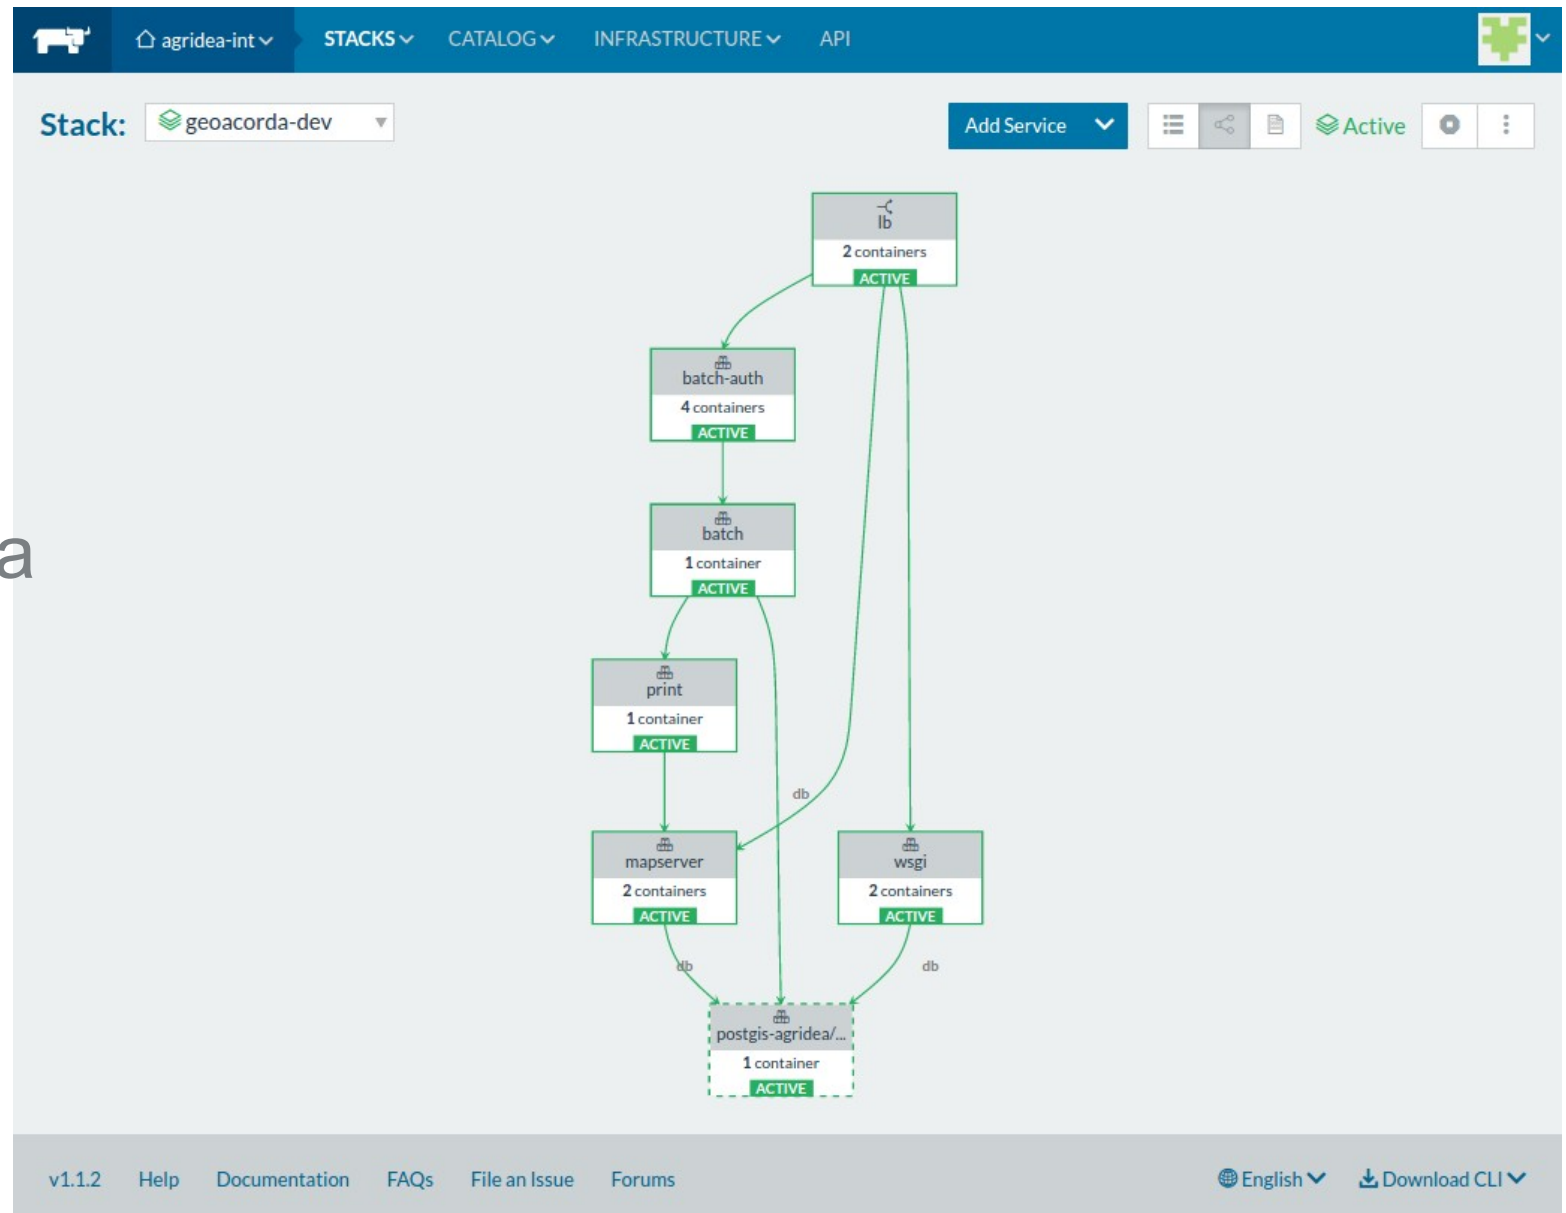 agridea-int STACKS CATALOG INFRASTRUCTURE API
Stack: geoacorda-dev Add Service Active
lb
2 containers
ACTIVE
batch-auth
4 containers
ACTIVE
batch
1 container
ACTIVE
a
print
1 container
ACTIVE
db
mapserver
2 containers
ACTIVE
wsgi
2 containers
ACTIVE
db
db
postgis-agridea/...
1 container
ACTIVE
v1.1.2 Help Documentation FAQs File an Issue Forums English Download CLI